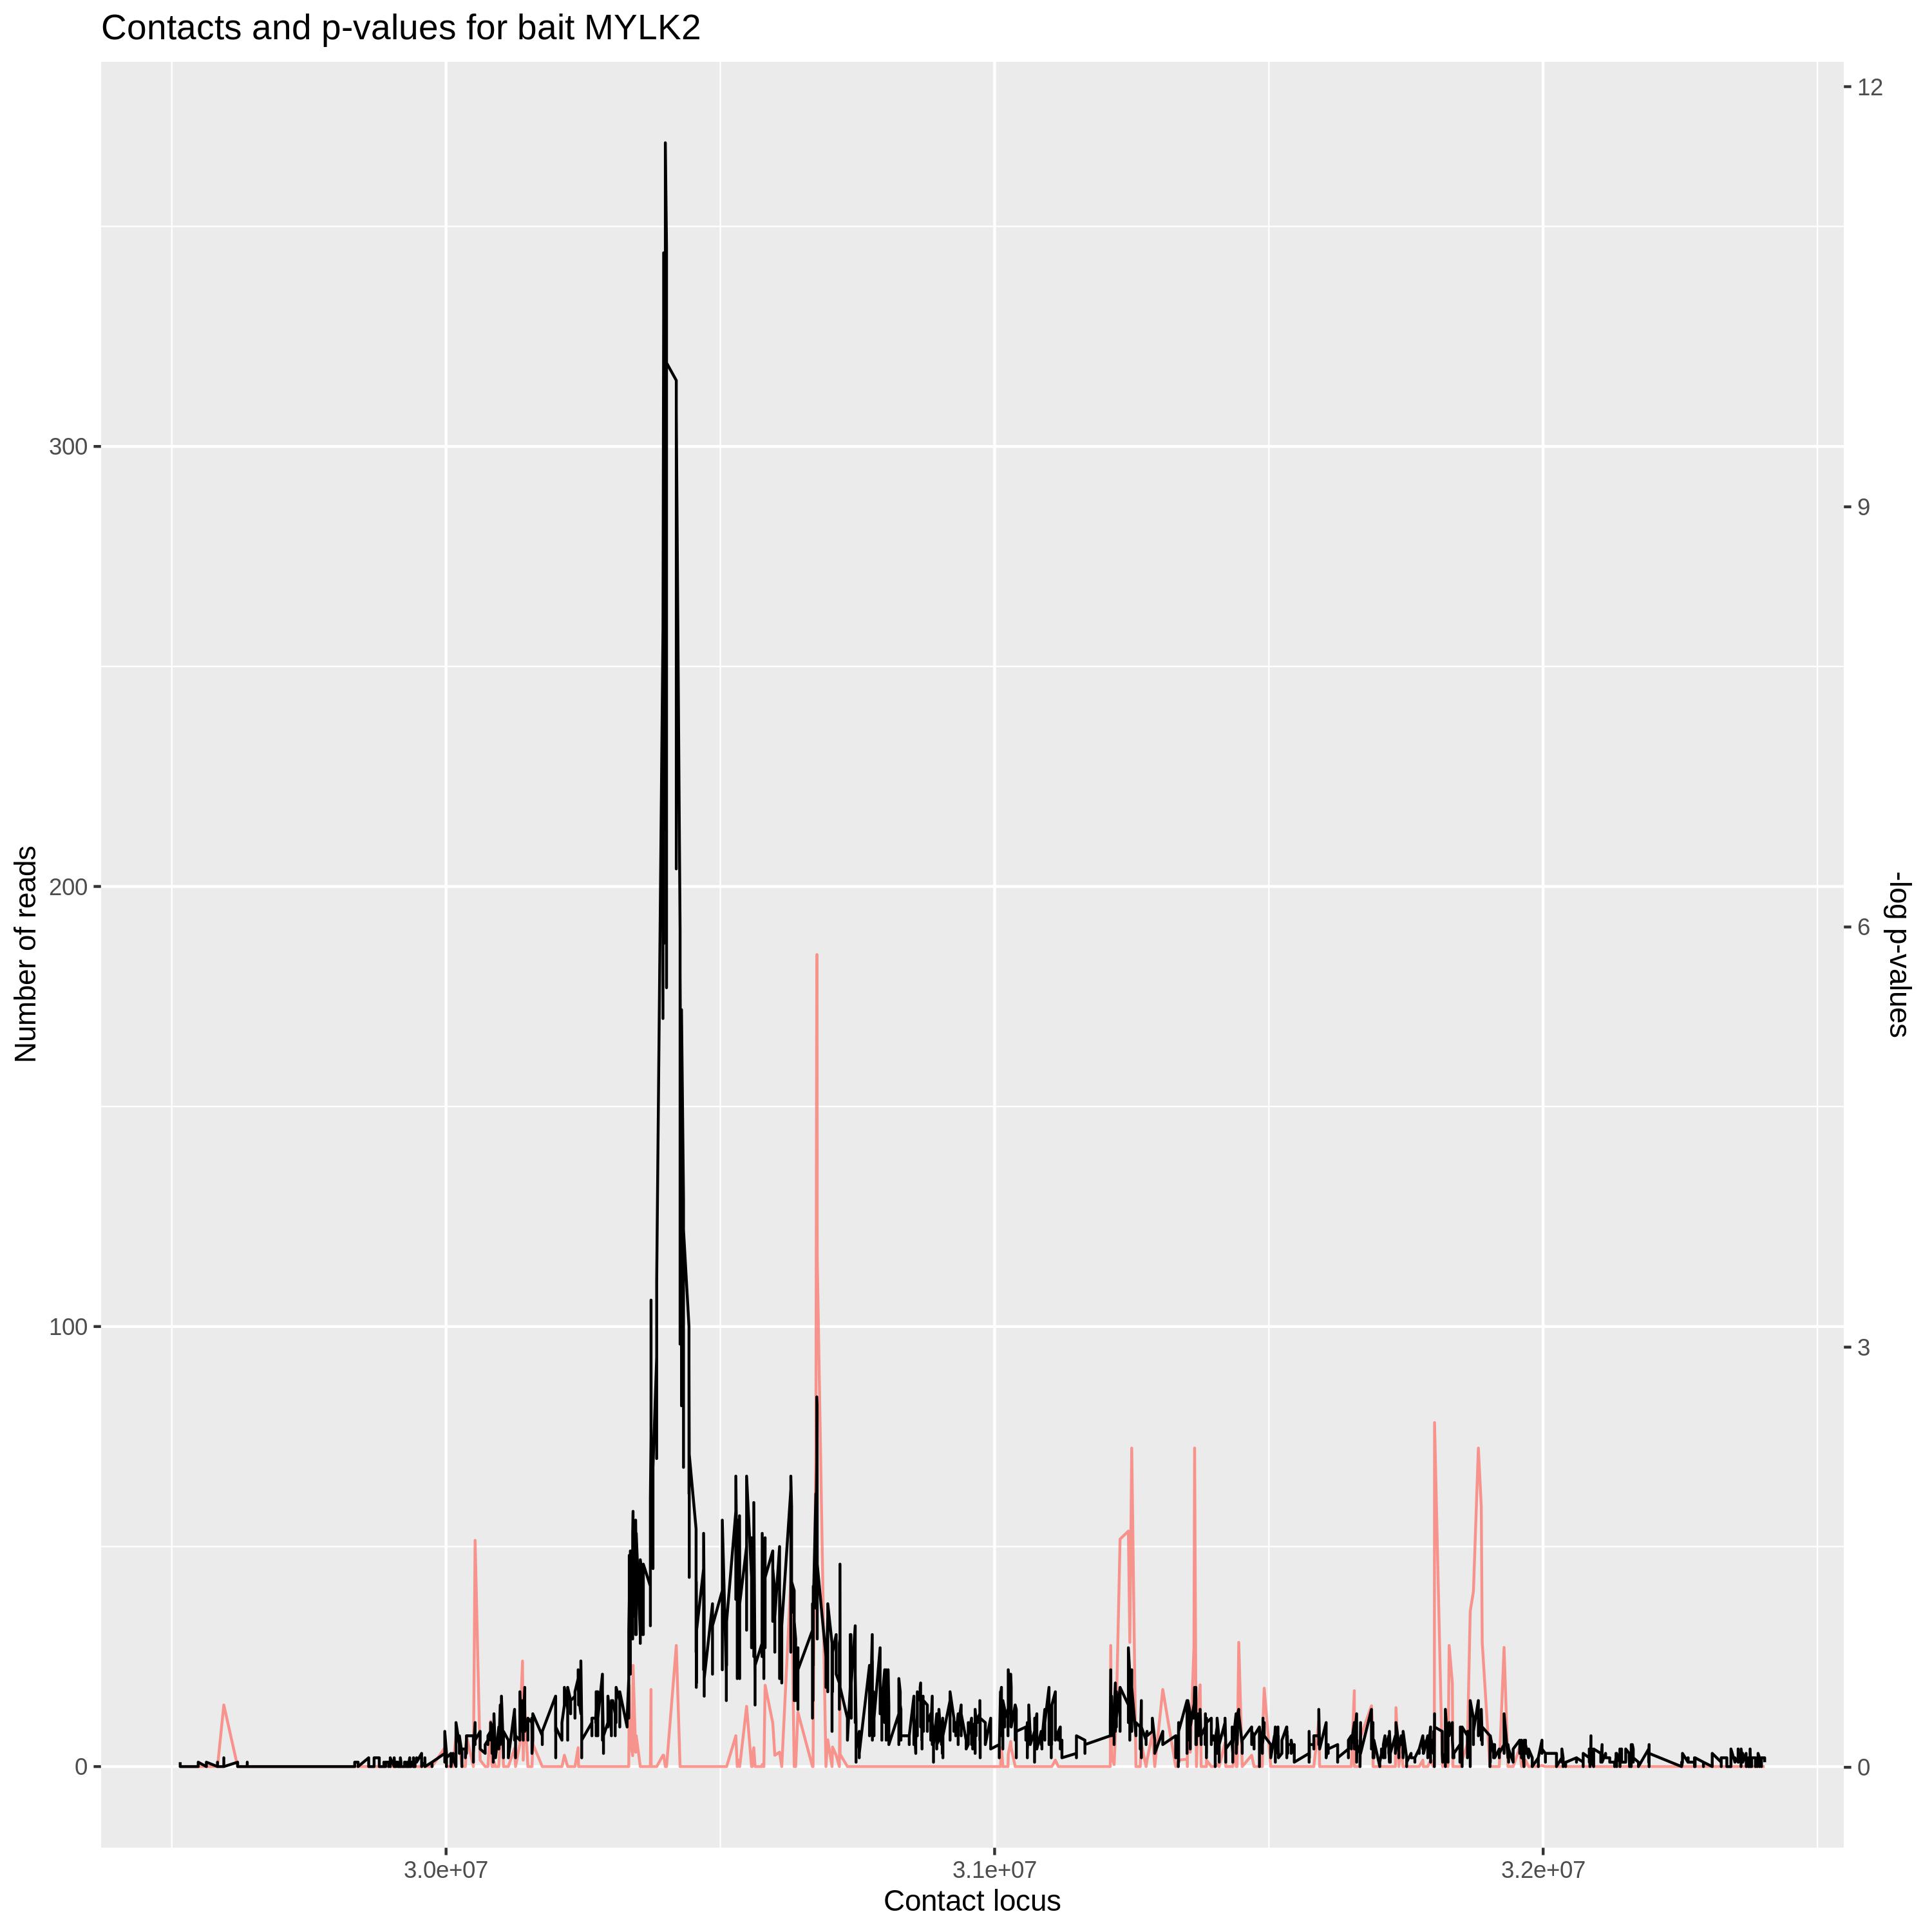 Contacts and p-values for bait MYLK2
12
9
6
3
0
300
200
100
0
Number of reads
-log p-values
3.0e+07 3.1e+07 3.2e+07
Contact locus